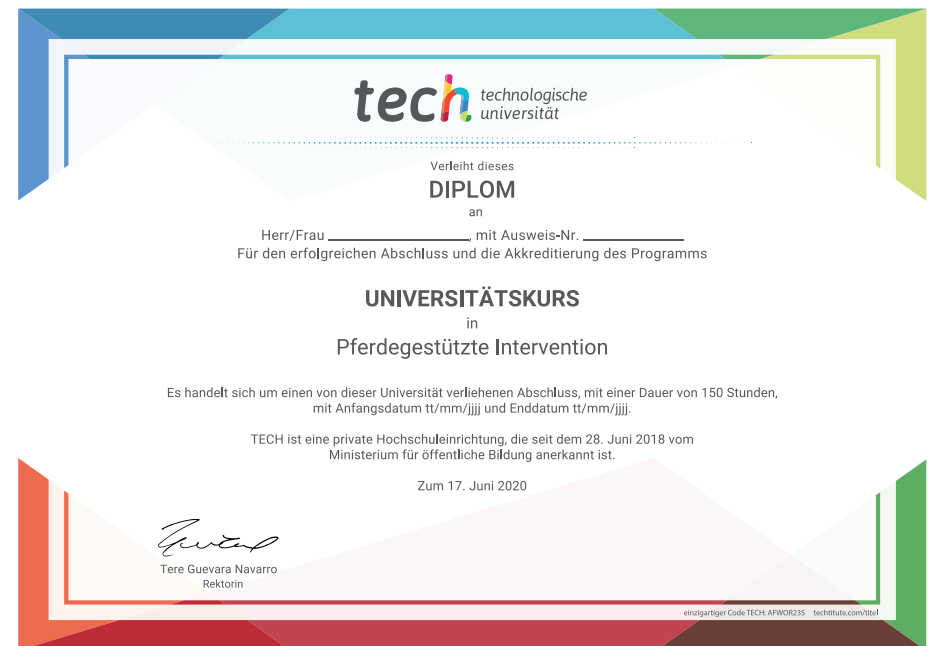 tech technologische
universität
Verleiht dieses
DIPLOM
an
Herr/Frau ____________________, mit Ausweis-Nr. ______________
Für den erfolgreichen Abschluss und die Akkreditierung des Programms
UNIVERSITÄTSKURS
in
Pferdegestützte Intervention
Es handelt sich um einen von dieser Universität verliehenen Abschluss, mit einer Dauer von 150 Stunden,
mit Anfangsdatum tt/mm/jjjj und Enddatum tt/mm/jjjj.
TECH ist eine private Hochschuleinrichtung, die seit dem 28. Juni 2018 vom
Ministerium für öffentliche Bildung anerkannt ist.
Zum 17. Juni 2020
Tere Guevara Navarro
Rektorin
einzigartiger Code TECH: AFWOR23S techtitute.com/titel